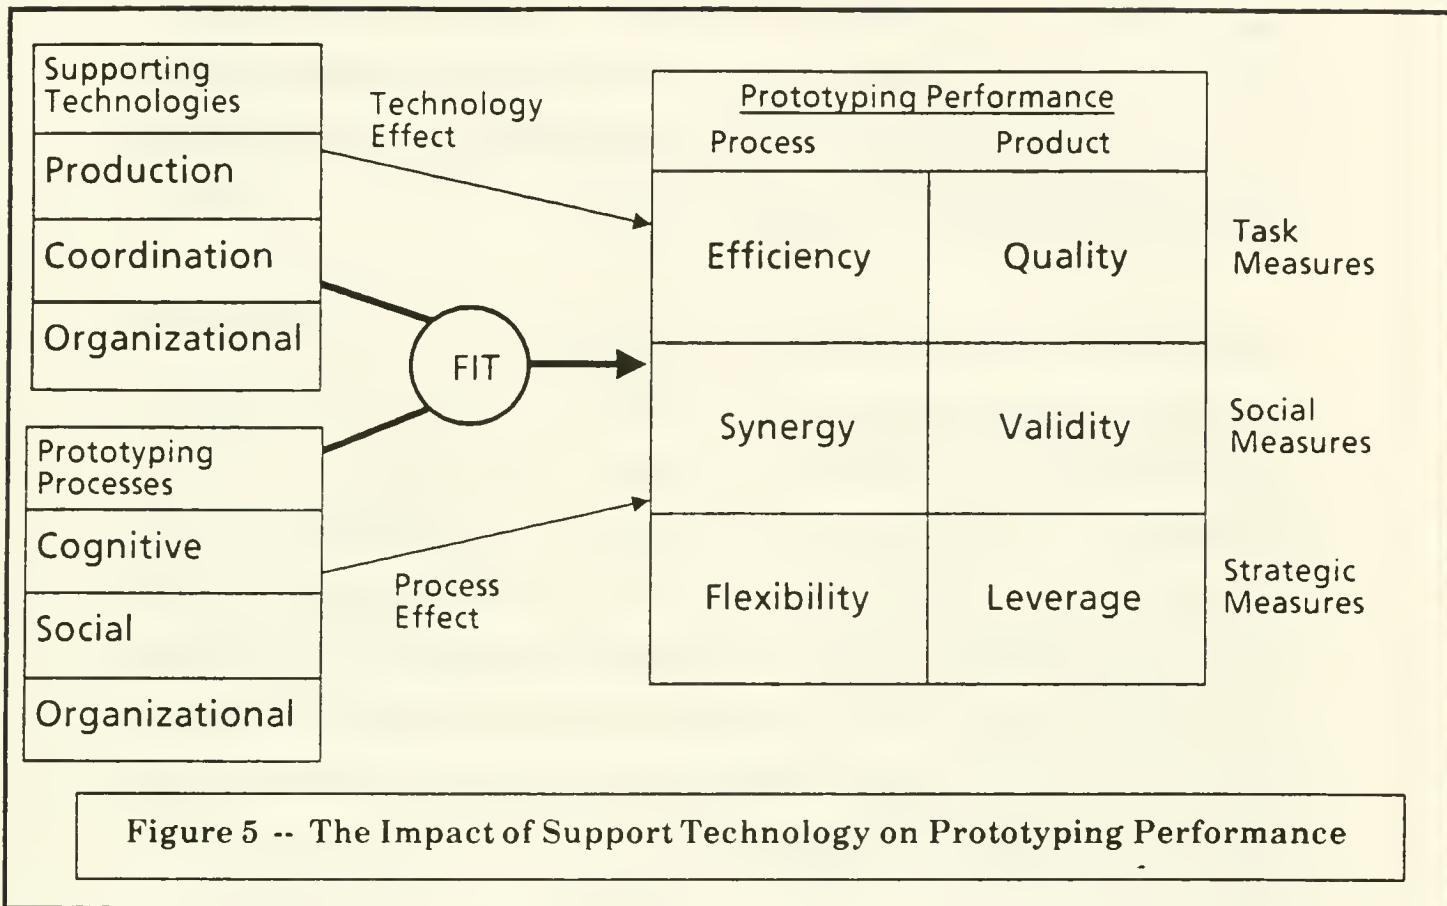 Supporting
Technologies
Production
Coordination
Organizational
Prototyping
Processes
Cognitive
Social
Organizational
Technology
Effect
FIT
Process
Effect
Prototyping Performance
Process Product
Efficiency Quality
Task
Measures
Synergy Validity
Social
Measures
Flexibility Leverage
Strategic
Measures
Figure 5 -- The Impact of Support Technology on Prototyping Performance